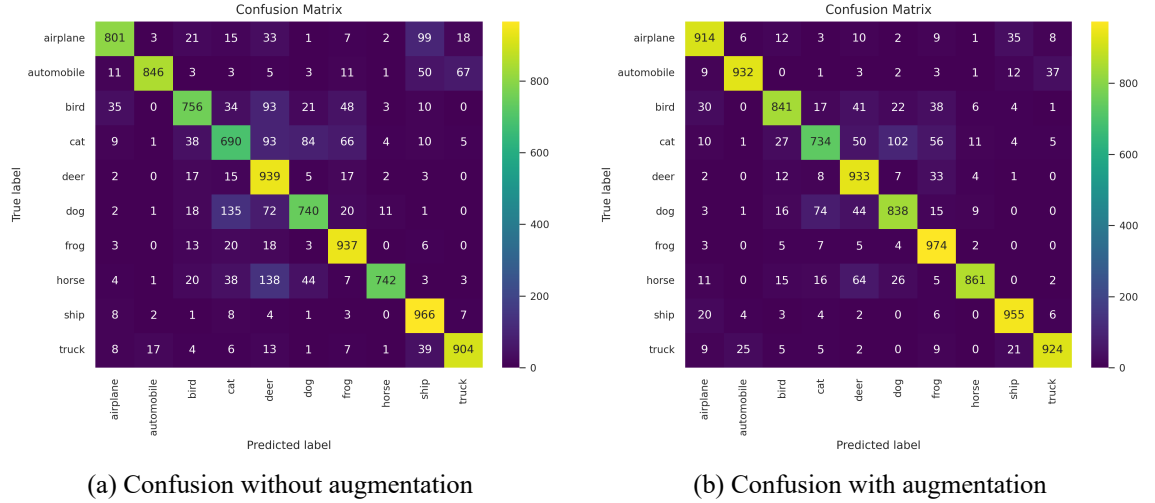 Confusion Matrix
airplane 801 3 21 15 33 1 7 2 99 18
automobile 11 846 3 3 5 3 11 1 50 67
bird 35 0 756 34 93 21 48 3 10 0
cat 9 1 38 690 93 84 66 4 10 5
deer 2 0 17 15 939 5 17 2 3 0
dog 2 1 18 135 72 740 20 11 1 0
frog 3 0 13 20 18 3 937 0 6 0
horse 4 1 20 38 138 44 7 742 3 3
ship 8 2 1 8 4 1 3 0 966 7
truck 8 17 4 6 13 1 7 1 39 904
airplane automobile bird cat deer dog frog horse ship truck
True label
Predicted label
800
600
400
200
0
(a) Confusion without augmentation
Confusion Matrix
airplane 914 6 12 3 10 2 9 1 35 8
automobile 9 932 0 1 3 2 3 1 12 37
bird 30 0 841 17 41 22 38 6 4 1
cat 10 1 27 734 50 102 56 11 4 5
deer 2 0 12 8 933 7 33 4 1 0
dog 3 1 16 74 44 838 15 9 0 0
frog 3 0 5 7 5 4 974 2 0 0
horse 11 0 15 16 64 26 5 861 0 2
ship 20 4 3 4 2 0 6 0 955 6
truck 9 25 5 5 2 0 9 0 21 924
airplane automobile bird cat deer dog frog horse ship truck
True label
Predicted label
800
600
400
200
0
(b) Confusion with augmentation